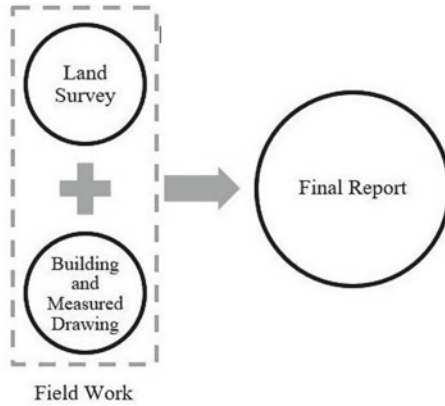 Land
Survey
Building
and
Measured
Drawing
Final Report
Field Work